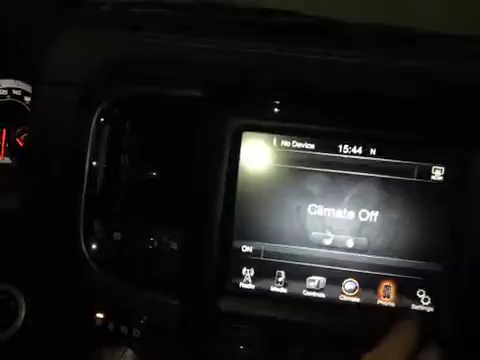 No Device 15:44 N
Climate Off
ON
Radio Media Controls Climate Phone Settings